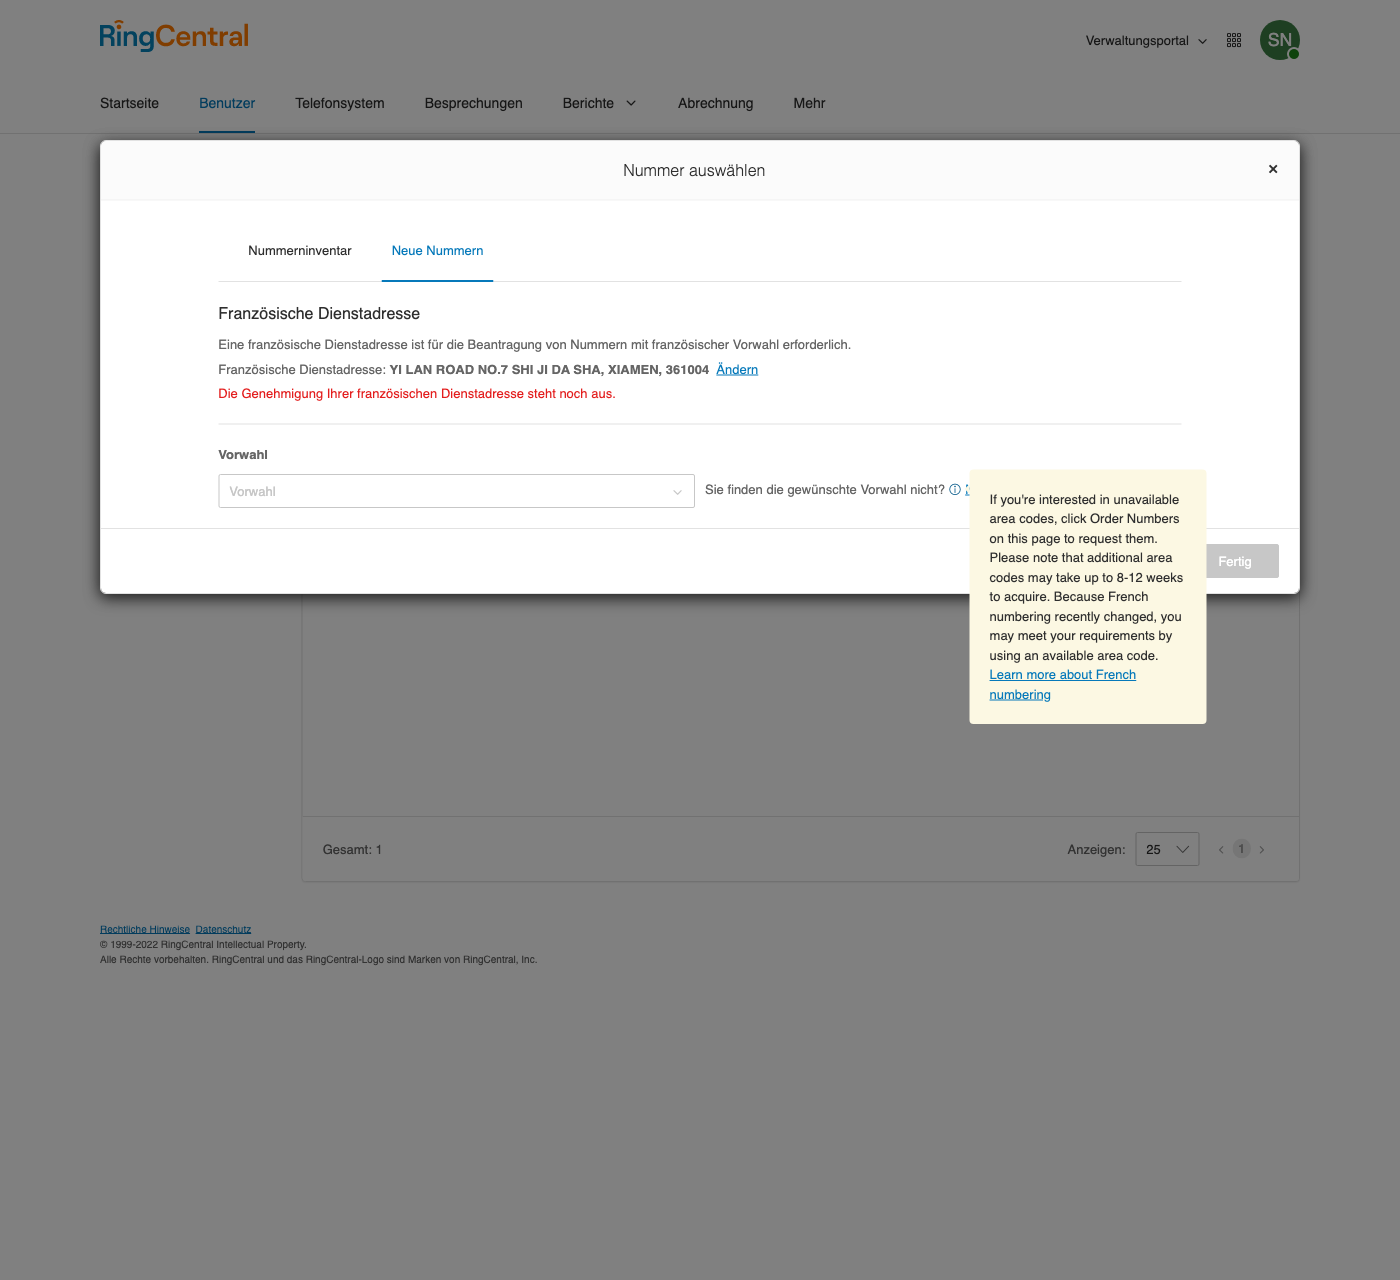 RingCentral
Verwaltungsportal
SN
Startseite
Benutzer
Telefonsystem
Besprechungen
Berichte
Abrechnung
Mehr
Nummer auswählen
×
Nummerninventar
Neue Nummern
Französische Dienstadresse
Eine französische Dienstadresse ist für die Beantragung von Nummern mit französischer Vorwahl erforderlich.
Französische Dienstadresse: YI LAN ROAD NO.7 SHI JI DA SHA, XIAMEN, 361004 Ändern
Die Genehmigung Ihrer französischen Dienstadresse steht noch aus.
Vorwahl
Vorwahl
Sie finden die gewünschte Vorwahl nicht?
If you're interested in unavailable
area codes, click Order Numbers
on this page to request them.
Please note that additional area
codes may take up to 8-12 weeks
to acquire. Because French
numbering recently changed, you
may meet your requirements by
using an available area code.
Learn more about French
numbering
Fertig
Gesamt: 1
Anzeigen:
25
1
Rechtliche Hinweise Datenschutz
© 1999-2022 RingCentral Intellectual Property.
Alle Rechte vorbehalten. RingCentral und das RingCentral-Logo sind Marken von RingCentral, Inc.